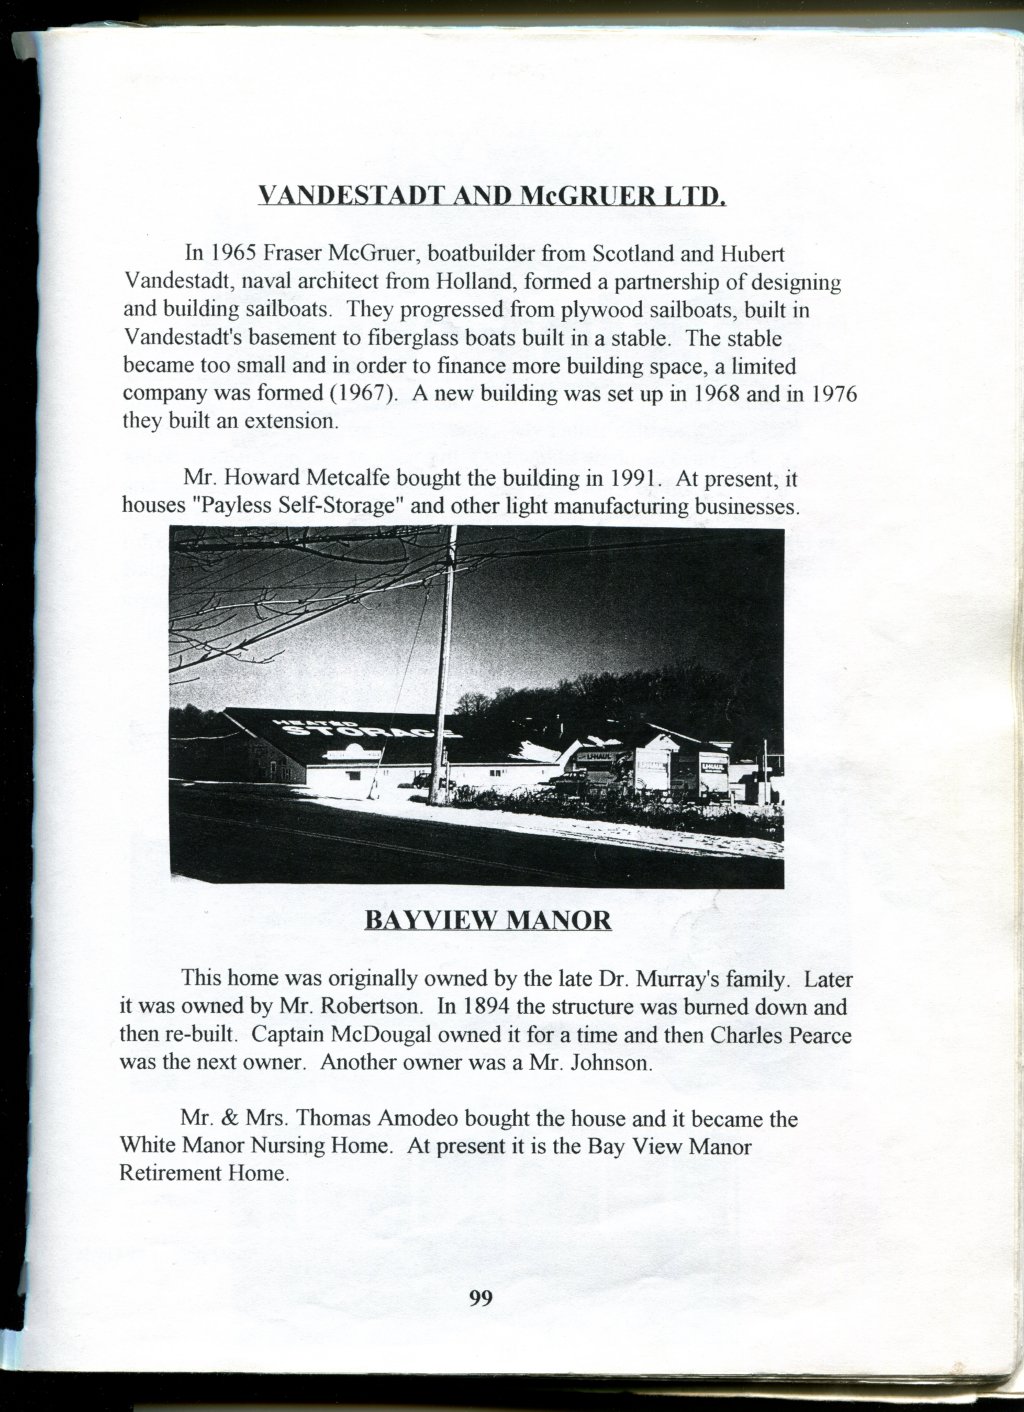 VANDESTADT AND McGRUER LTD.
In 1965 Fraser McGruer, boatbuilder from Scotland and Hubert
Vandestadt, naval architect from Holland, formed a partnership of designing
and building sailboats. They progressed from plywood sailboats, built in
Vandestadt's basement to fiberglass boats built in a stable. The stable
became too small and in order to finance more building space, a limited
company was formed (1967). A new building was set up in 1968 and in 1976
they built an extension.
Mr. Howard Metcalfe bought the building in 1991. At present, it
houses "Payless Self-Storage" and other light manufacturing businesses.
HEATED
STORAGE
U-HAUL
U-HAUL
BAYVIEW MANOR
This home was originally owned by the late Dr. Murray's family. Later
it was owned by Mr. Robertson. In 1894 the structure was burned down and
then re-built. Captain McDougal owned it for a time and then Charles Pearce
was the next owner. Another owner was a Mr. Johnson.
Mr. & Mrs. Thomas Amodeo bought the house and it became the
White Manor Nursing Home. At present it is the Bay View Manor
Retirement Home.
99